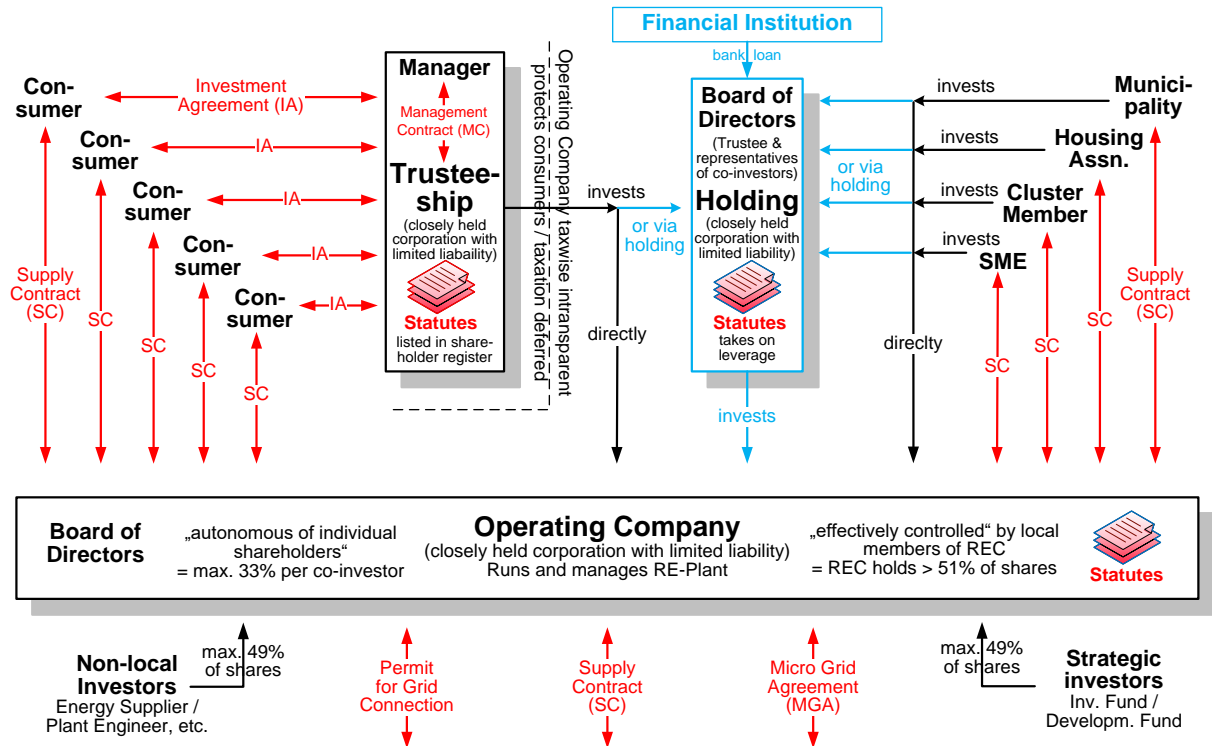 Financial Institution
bank loan
Con-
sumer
Investment
Agreement (IA)
Con-
sumer
IA
Con-
sumer
IA
Con-
sumer
IA
Con-
sumer
IA
Supply
Contract
(SC)
SC
SC
SC
SC
Manager
Management
Contract (MC)
Trustee-
ship
(closely held
corporation with
limited liabaility)
Statutes
listed in share-
holder register
Operating Company taxwise intransparent
protects consumers / taxation deferred
invests
or via
holding
directly
Board of
Directors
(Trustee &
representatives
of co-investors)
Holding
(closely held
corporation with
limited liability)
Statutes
takes on
leverage
invests
or via
holding
invests
invests
invests
invests
direclty
Munici-
pality
Housing
Assn.
Cluster
Member
SME
SC
SC
SC
Supply
Contract
(SC)
Board of
Directors
„autonomous of individual
shareholders“
= max. 33% per co-investor
Operating Company
(closely held corporation with limited liability)
Runs and manages RE-Plant
„effectively controlled“ by local
members of REC
= REC holds > 51% of shares
Statutes
Non-local
Investors
Energy Supplier /
Plant Engineer, etc.
max. 49%
of shares
Permit
for Grid
Connection
Supply
Contract
(SC)
Micro Grid
Agreement
(MGA)
max. 49%
of shares
Strategic
investors
Inv. Fund /
Developm. Fund